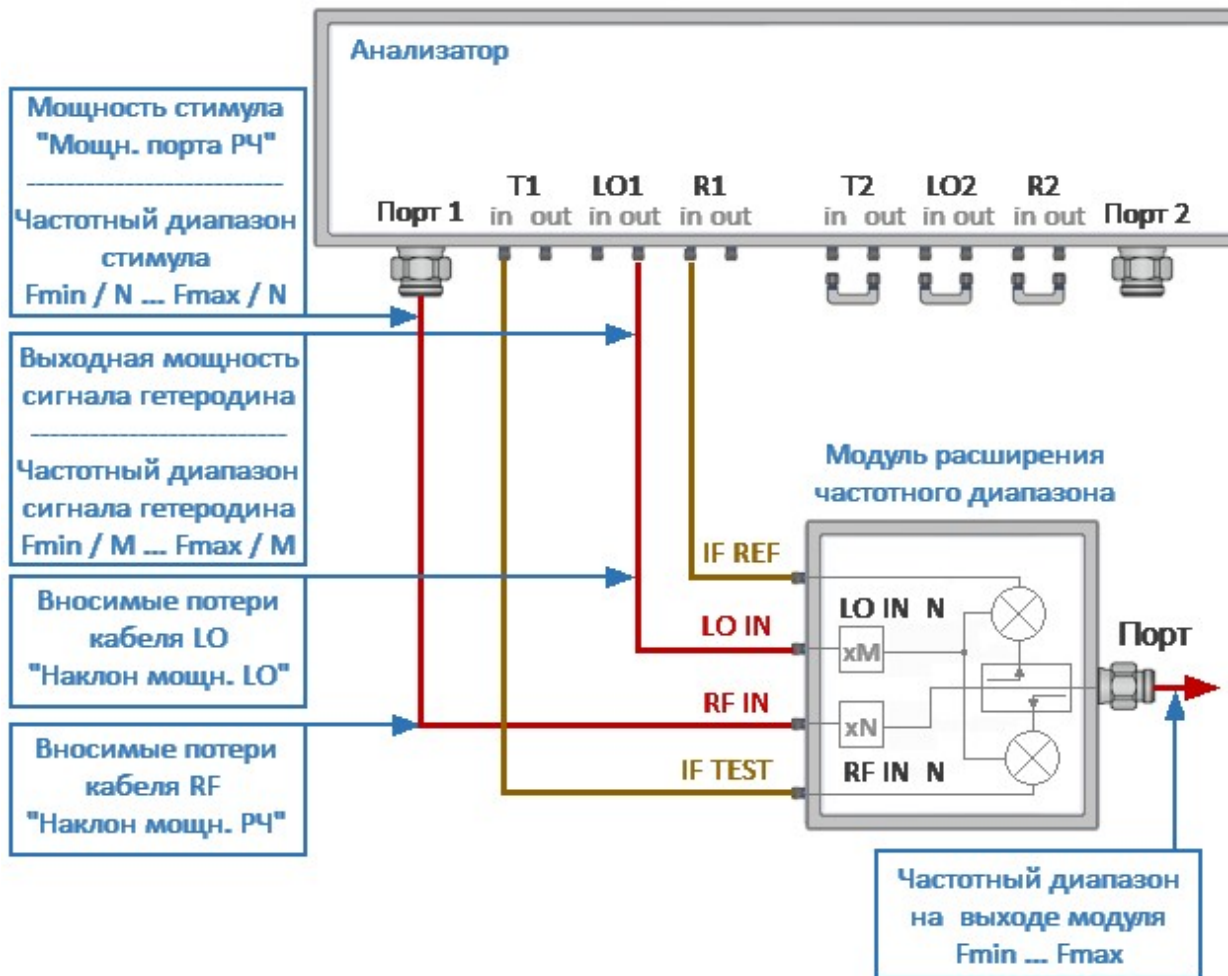 Анализатор
Мощность стимула
"Мощн. порта РЧ"
Частотный диапазон
стимула
Fmin / N ... Fmax / N
Выходная мощность
сигнала гетеродина
Частотный диапазон
сигнала гетеродина
Fmin / M ... Fmax / M
Вносимые потери
кабеля LO
"Наклон мощн. LO"
Вносимые потери
кабеля RF
"Наклон мощн. РЧ"
Порт 1
T1
in out
LO1
in out
R1
in out
T2
in out
LO2
in out
R2
in out
Порт 2
Модуль расширения
частотного диапазона
IF REF
LO IN
RF IN
IF TEST
LO IN N
xM
xN
RF IN N
Порт
Частотный диапазон
на выходе модуля
Fmin ... Fmax